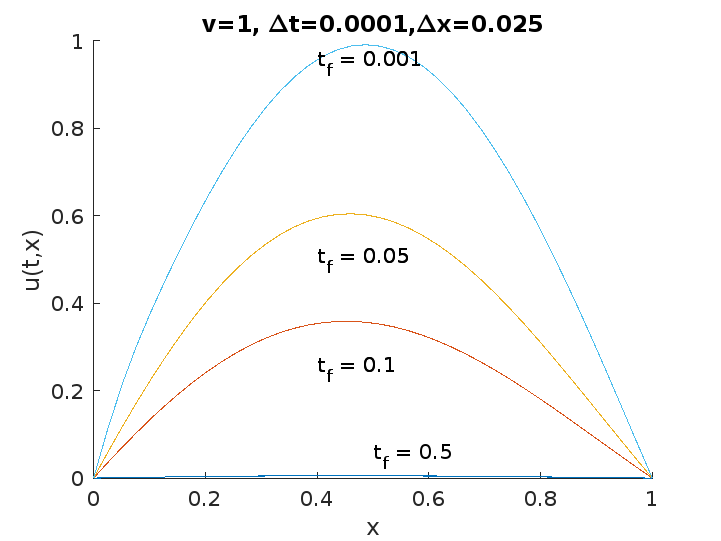 v=1, Δt=0.0001,Δx=0.025
1
t_f = 0.001
0.8
0.6
t_f = 0.05
u(t,x)
0.4
t_f = 0.1
0.2
t_f = 0.5
0
0 0.2 0.4 0.6 0.8 1
x